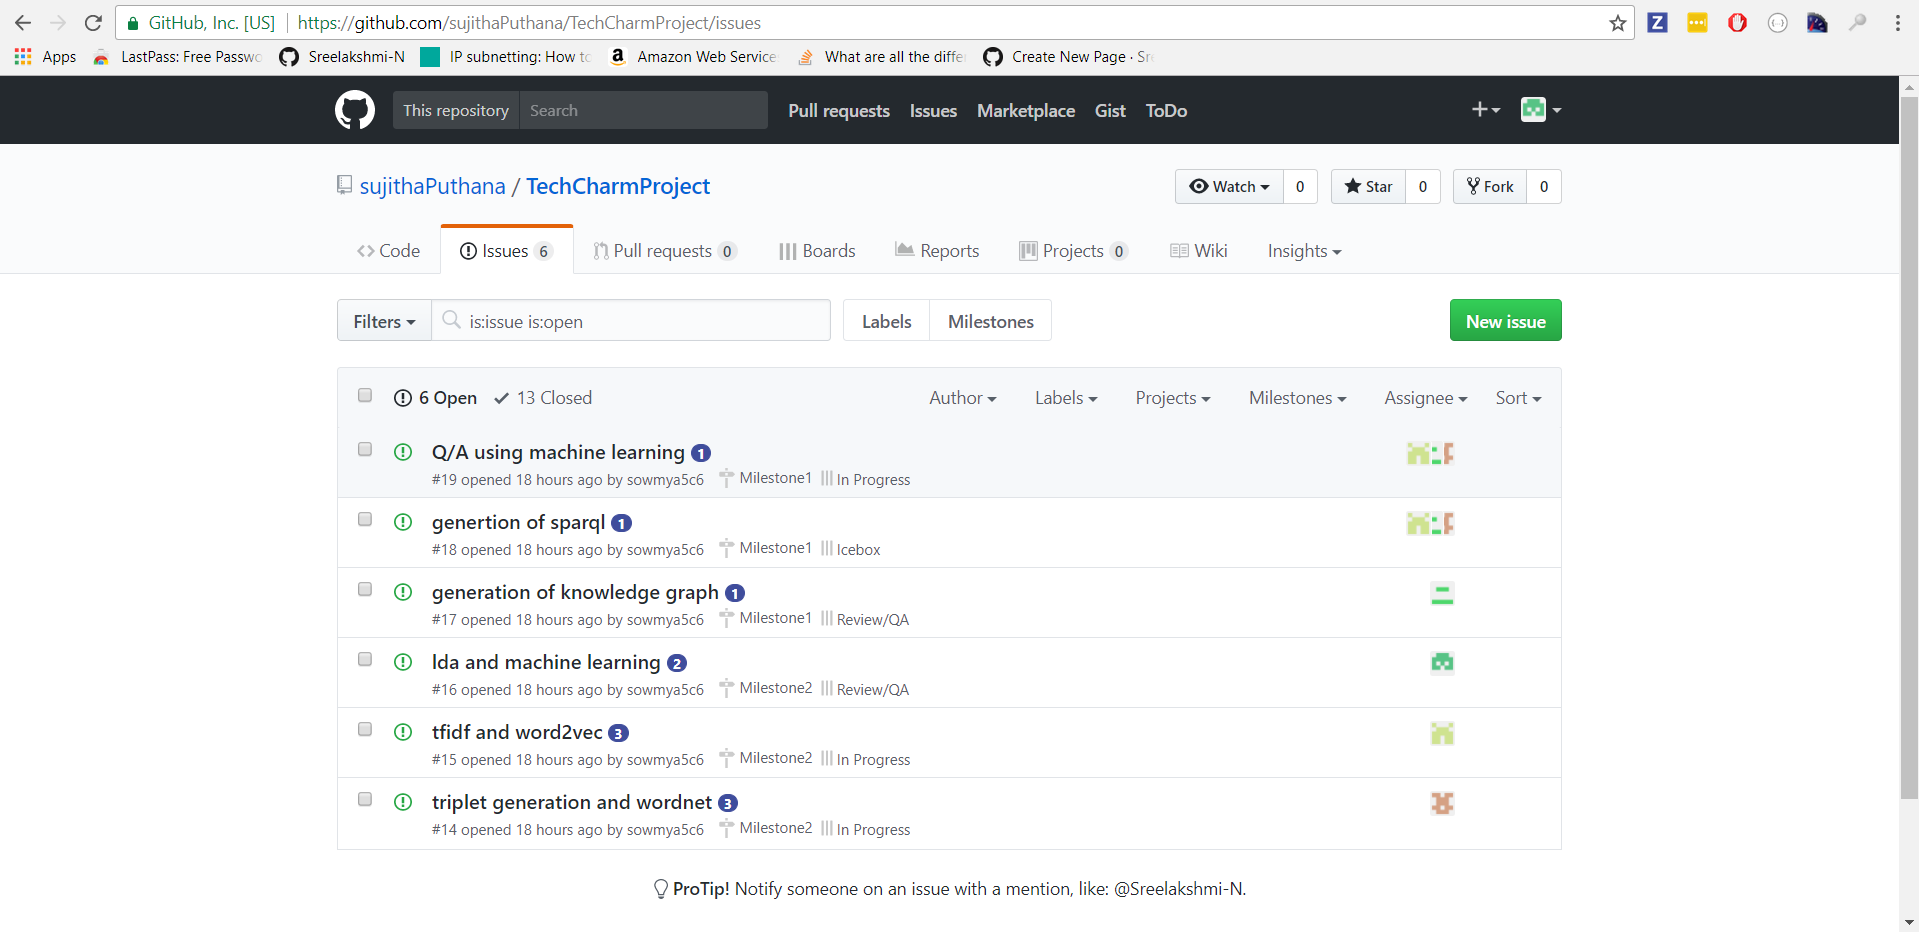 GitHub, Inc. [US] https://github.com/sujithaPuthana/TechCharmProject/issues
Apps LastPass: Free Passwo Sreelakshmi-N IP subnetting: How to Amazon Web Service What are all the diffe Create New Page · Sre
This repository Search Pull requests Issues Marketplace Gist ToDo
sujithaPuthana / TechCharmProject Watch 0 Star 0 Fork 0
Code Issues 6 Pull requests 0 Boards Reports Projects 0 Wiki Insights
Filters is:issue is:open Labels Milestones New issue
6 Open 13 Closed Author Labels Projects Milestones Assignee Sort
Q/A using machine learning 1
#19 opened 18 hours ago by sowmya5c6 Milestone1 In Progress
genertion of sparql 1
#18 opened 18 hours ago by sowmya5c6 Milestone1 Icebox
generation of knowledge graph 1
#17 opened 18 hours ago by sowmya5c6 Milestone1 Review/QA
lda and machine learning 2
#16 opened 18 hours ago by sowmya5c6 Milestone2 Review/QA
tfidf and word2vec 3
#15 opened 18 hours ago by sowmya5c6 Milestone2 In Progress
triplet generation and wordnet 3
#14 opened 18 hours ago by sowmya5c6 Milestone2 In Progress
ProTip! Notify someone on an issue with a mention, like: @Sreelakshmi-N.